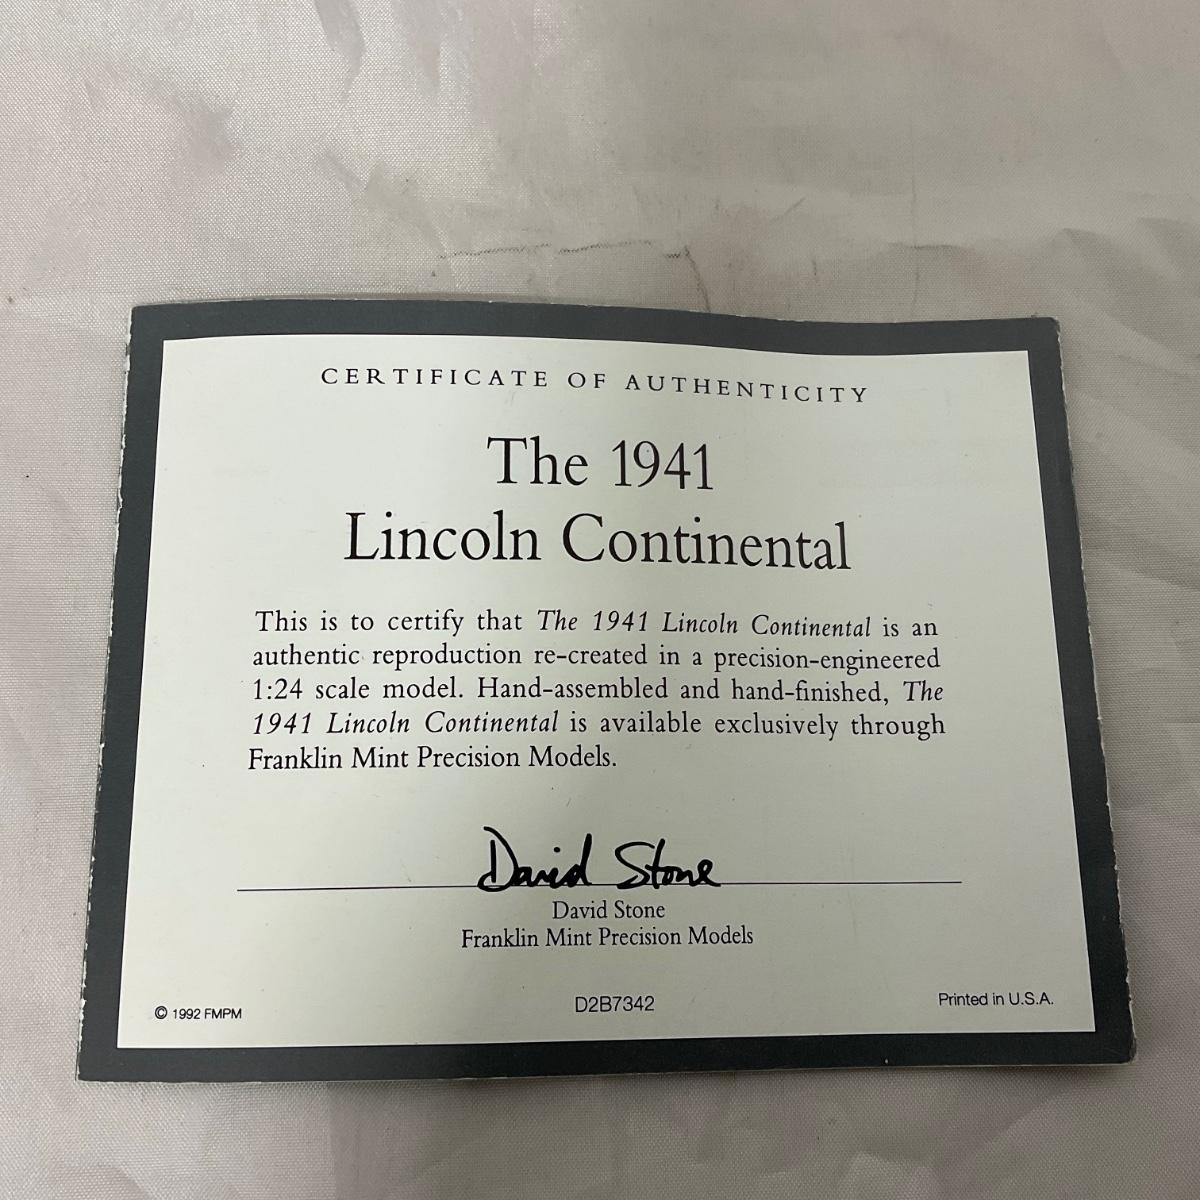 CERTIFICATE OF AUTHENTICITY
The 1941
Lincoln Continental
This is to certify that The 1941 Lincoln Continental is an
authentic reproduction re-created in a precision-engineered
1:24 scale model. Hand-assembled and hand-finished, The
1941 Lincoln Continental is available exclusively through
Franklin Mint Precision Models.
David Stone
David Stone
Franklin Mint Precision Models
© 1992 FMPM
D2B7342
Printed in U.S.A.